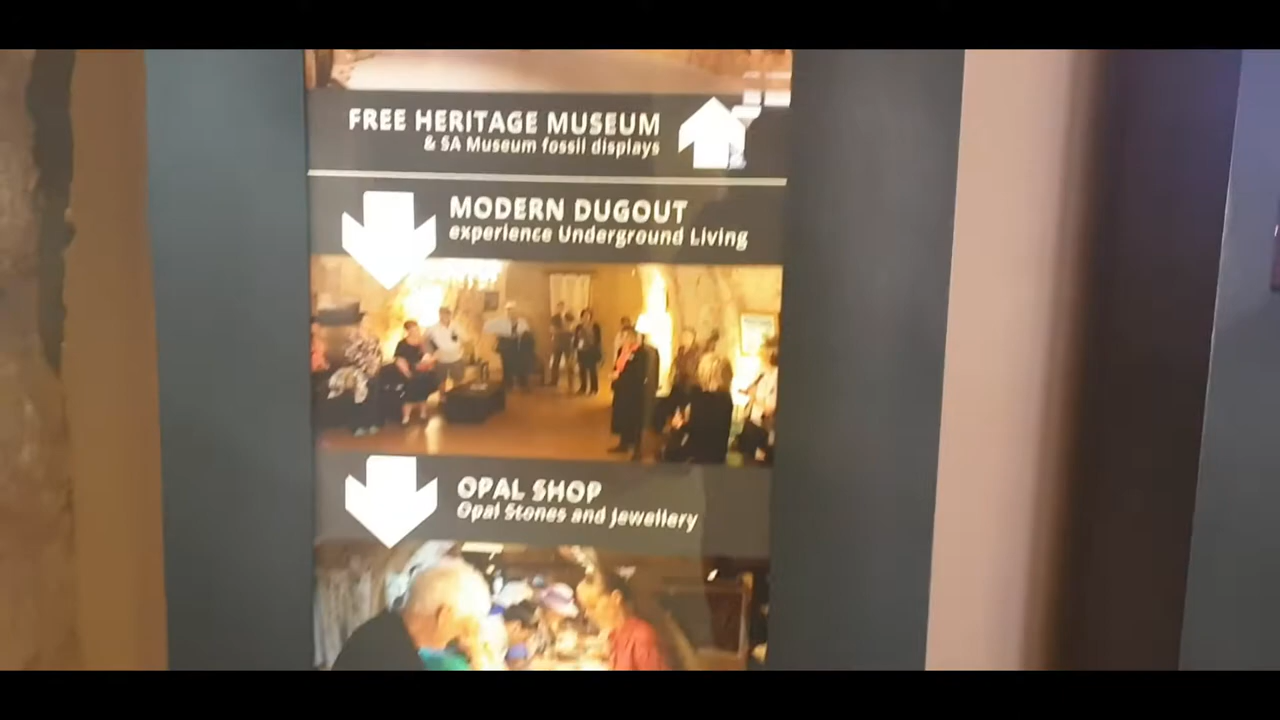 FREE HERITAGE MUSEUM
& SA Museum fossil displays
MODERN DUGOUT
experience Underground Living
OPAL SHOP
Opal Stones and Jewellery